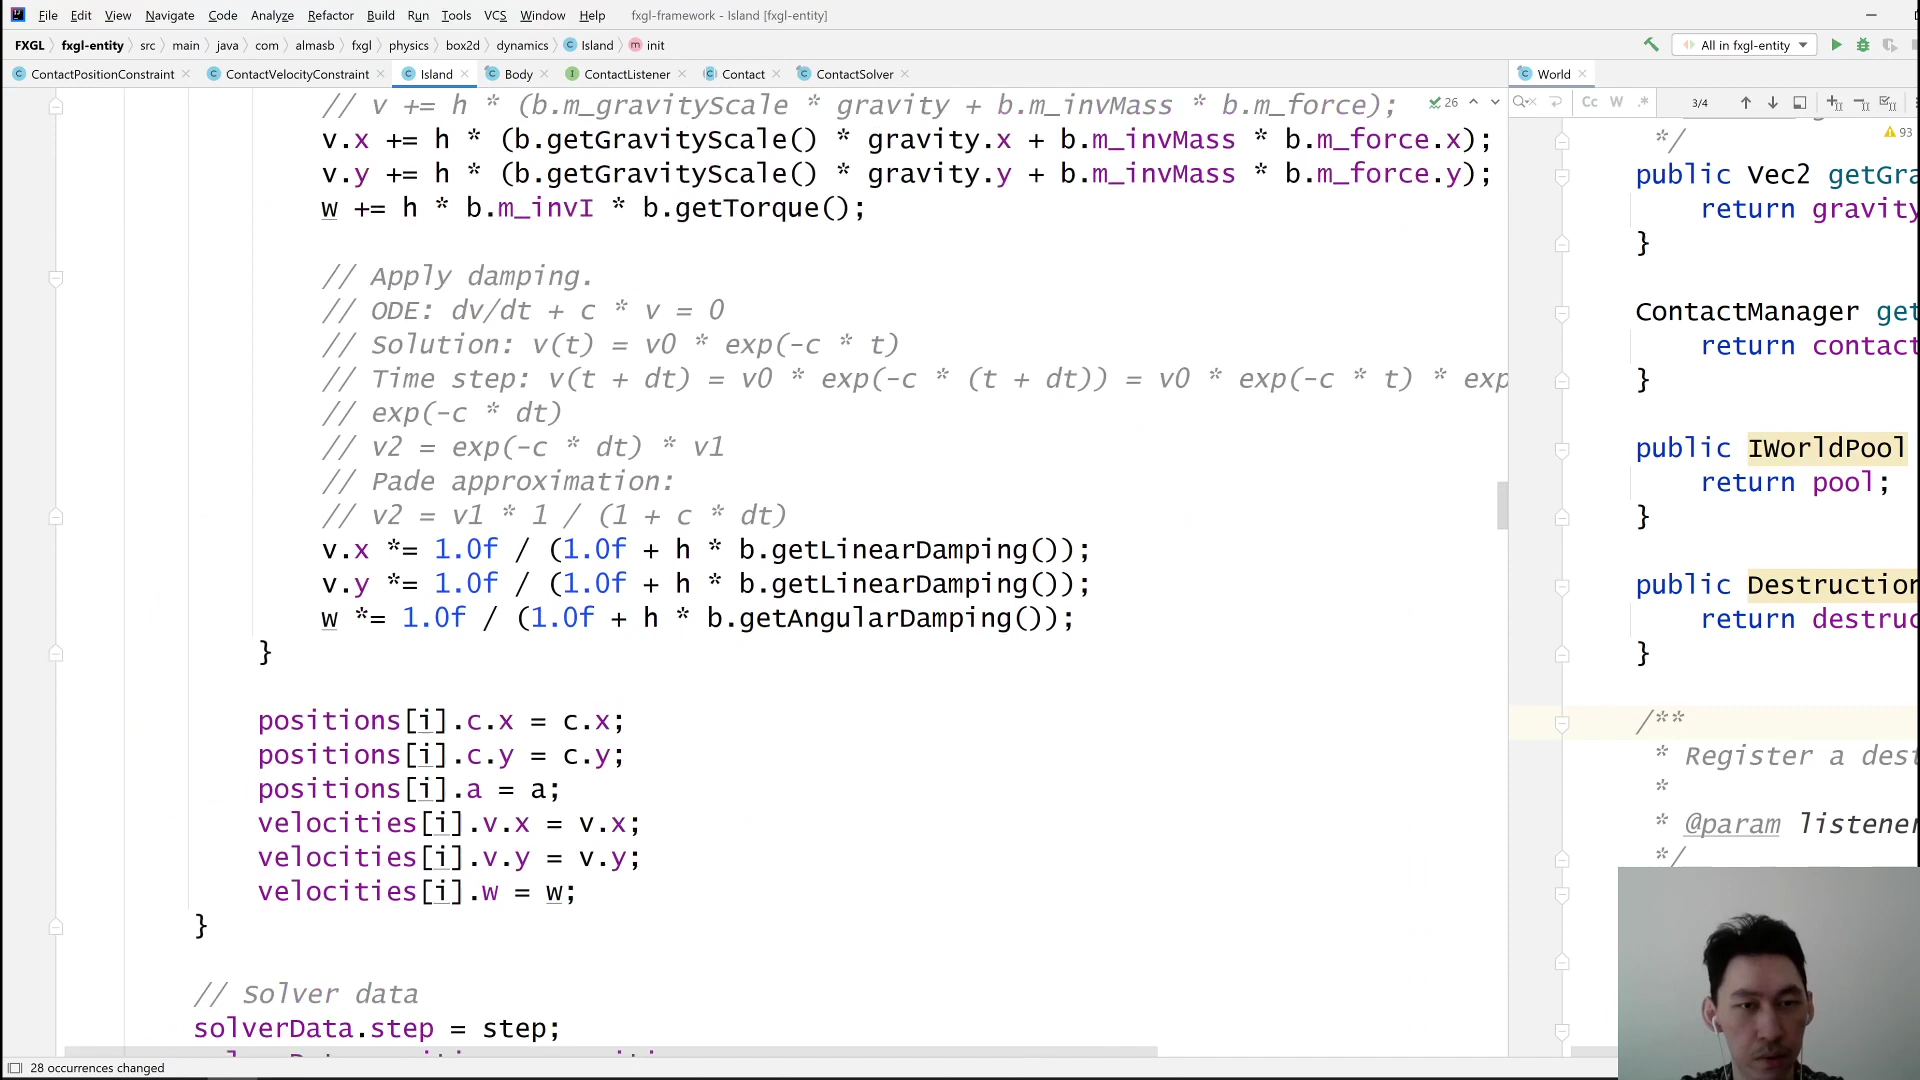 File Edit View Navigate Code Analyze Refactor Build Run Tools VCS Window Help fxgl-framework - Island [fxgl-entity]
FXGL fxgl-entity src main java com almasb fxgl physics box2d dynamics Island init All in fxgl-entity
ContactPositionConstraint ContactVelocityConstraint Island Body ContactListener Contact ContactSolver World
// v += h * (b.m_gravityScale * gravity + b.m_invMass * b.m_force);
26
v.x += h * (b.getGravityScale() * gravity.x + b.m_invMass * b.m_force.x);
v.y += h * (b.getGravityScale() * gravity.y + b.m_invMass * b.m_force.y);
w += h * b.m_invI * b.getTorque();
// Apply damping.
// ODE: dv/dt + c * v = 0
// Solution: v(t) = v0 * exp(-c * t)
// Time step: v(t + dt) = v0 * exp(-c * (t + dt)) = v0 * exp(-c * t) * exp
// exp(-c * dt)
// v2 = exp(-c * dt) * v1
// Pade approximation:
// v2 = v1 * 1 / (1 + c * dt)
v.x *= 1.0f / (1.0f + h * b.getLinearDamping());
v.y *= 1.0f / (1.0f + h * b.getLinearDamping());
w *= 1.0f / (1.0f + h * b.getAngularDamping());
}
positions[i].c.x = c.x;
positions[i].c.y = c.y;
positions[i].a = a;
velocities[i].v.x = v.x;
velocities[i].v.y = v.y;
velocities[i].w = w;
}
// Solver data
solverData.step = step;
Cc W .* 3/4
93
*/
public Vec2 getGra
return gravity
}
ContactManager get
return contact
}
public IWorldPool
return pool;
}
public Destruction
return destruc
}
/**
* Register a dest
*
* @param listener
*/
28 occurrences changed